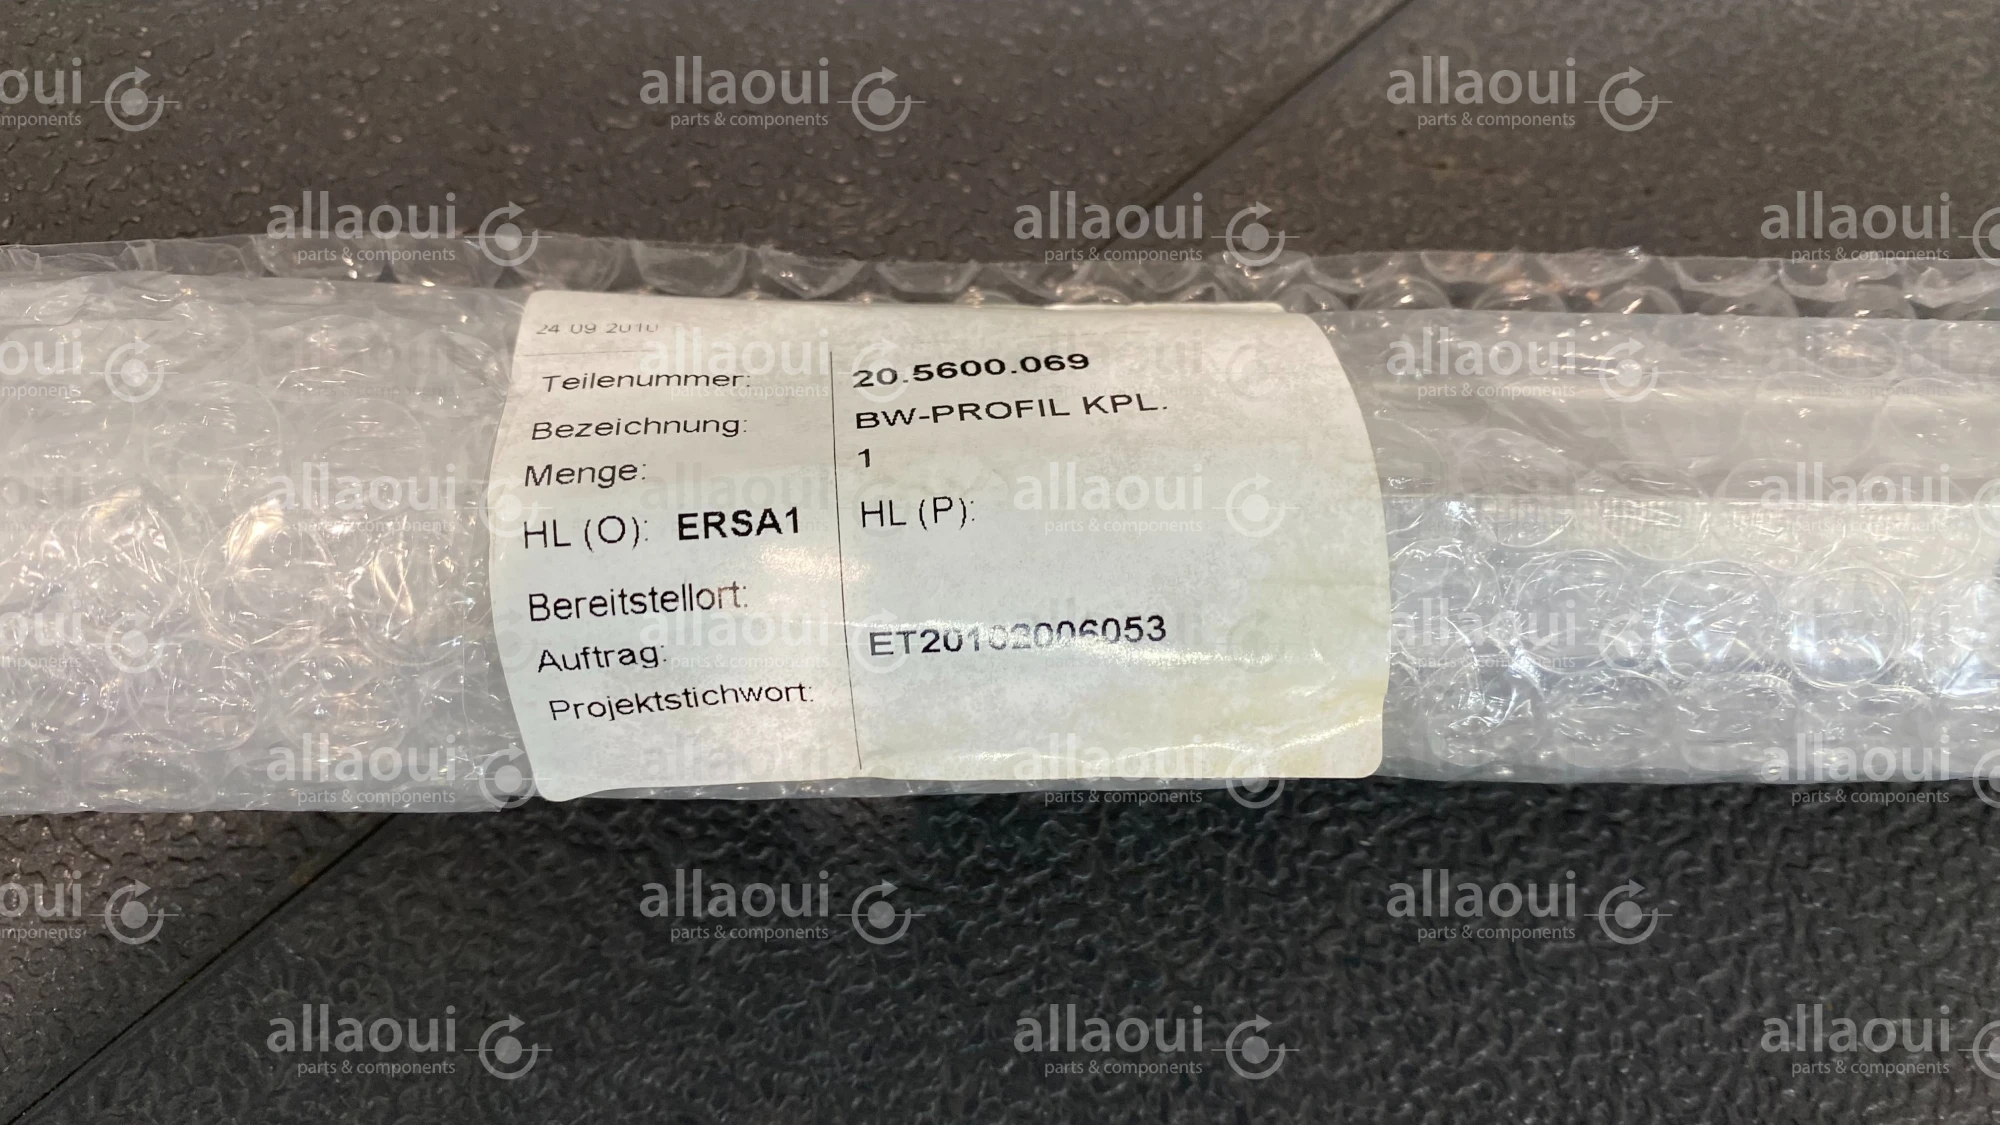 24 09 2010
Teilenummer: 20.5600.069
Bezeichnung: BW-PROFIL KPL.
Menge: 1
HL (O): ERSA1 HL (P):
Bereitstellort:
Auftrag: ET20102006053
Projektstichwort:
allaoui
parts & components